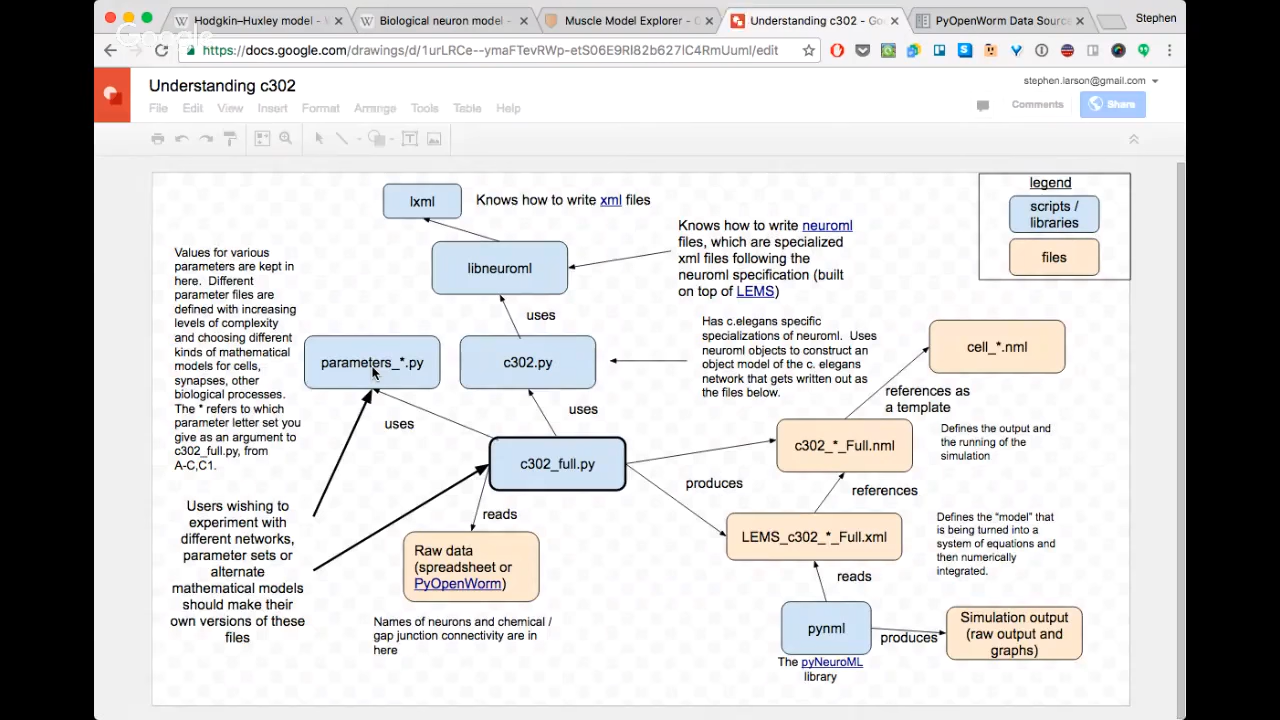 Hodgkin–Huxley model -
Biological neuron model -
Muscle Model Explorer -
Understanding c302 - Go
PyOpenWorm Data Source
Stephen
Google
https://docs.google.com/drawings/d/1urLRCe--ymaFTevRWp-etS06E9RI82b627lC4RmUumI/edit
Understanding c302
stephen.larson@gmail.com
File Edit View Insert Format Arrange Tools Table Help
Comments
Share
legend
scripts /
libraries
files
lxml
Knows how to write xml files
libneuroml
Knows how to write neuroml
files, which are specialized
xml files following the
neuroml specification (built
on top of LEMS)
uses
Values for various
parameters are kept in
here. Different
parameter files are
defined with increasing
levels of complexity
and choosing different
kinds of mathematical
models for cells,
synapses, other
biological processes.
The * refers to which
parameter letter set you
give as an argument to
c302_full.py, from
A-C,C1.
parameters_*.py
c302.py
Has c.elegans specific
specializations of neuroml. Uses
neuroml objects to construct an
object model of the c. elegans
network that gets written out as
the files below.
cell_*.nml
references as
a template
uses
uses
c302_full.py
c302_*_Full.nml
Defines the output and
the running of the
simulation
produces
references
Users wishing to
experiment with
different networks,
parameter sets or
alternate
mathematical models
should make their
own versions of these
files
reads
Raw data
(spreadsheet or
PyOpenWorm)
Names of neurons and chemical /
gap junction connectivity are in
here
LEMS_c302_*_Full.xml
Defines the “model” that
is being turned into a
system of equations and
then numerically
integrated.
reads
pynml
The pyNeuroML
library
produces
Simulation output
(raw output and
graphs)